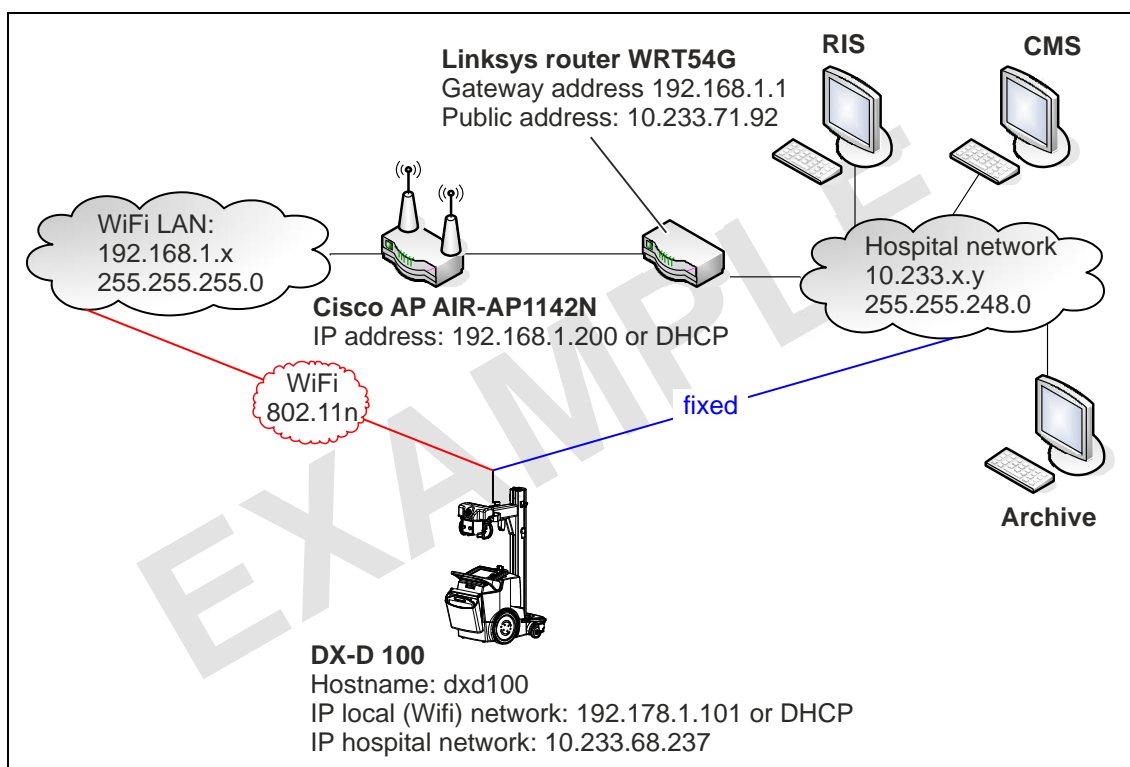 RIS
CMS
Linksys router WRT54G
Gateway address 192.168.1.1
Public address: 10.233.71.92
WiFi LAN:
192.168.1.x
255.255.255.0
Hospital network
10.233.x.y
255.255.248.0
Cisco AP AIR-AP1142N
IP address: 192.168.1.200 or DHCP
WiFi
802.11n
fixed
Archive
EXAMPLE
DX-D 100
Hostname: dxd100
IP local (Wifi) network: 192.178.1.101 or DHCP
IP hospital network: 10.233.68.237